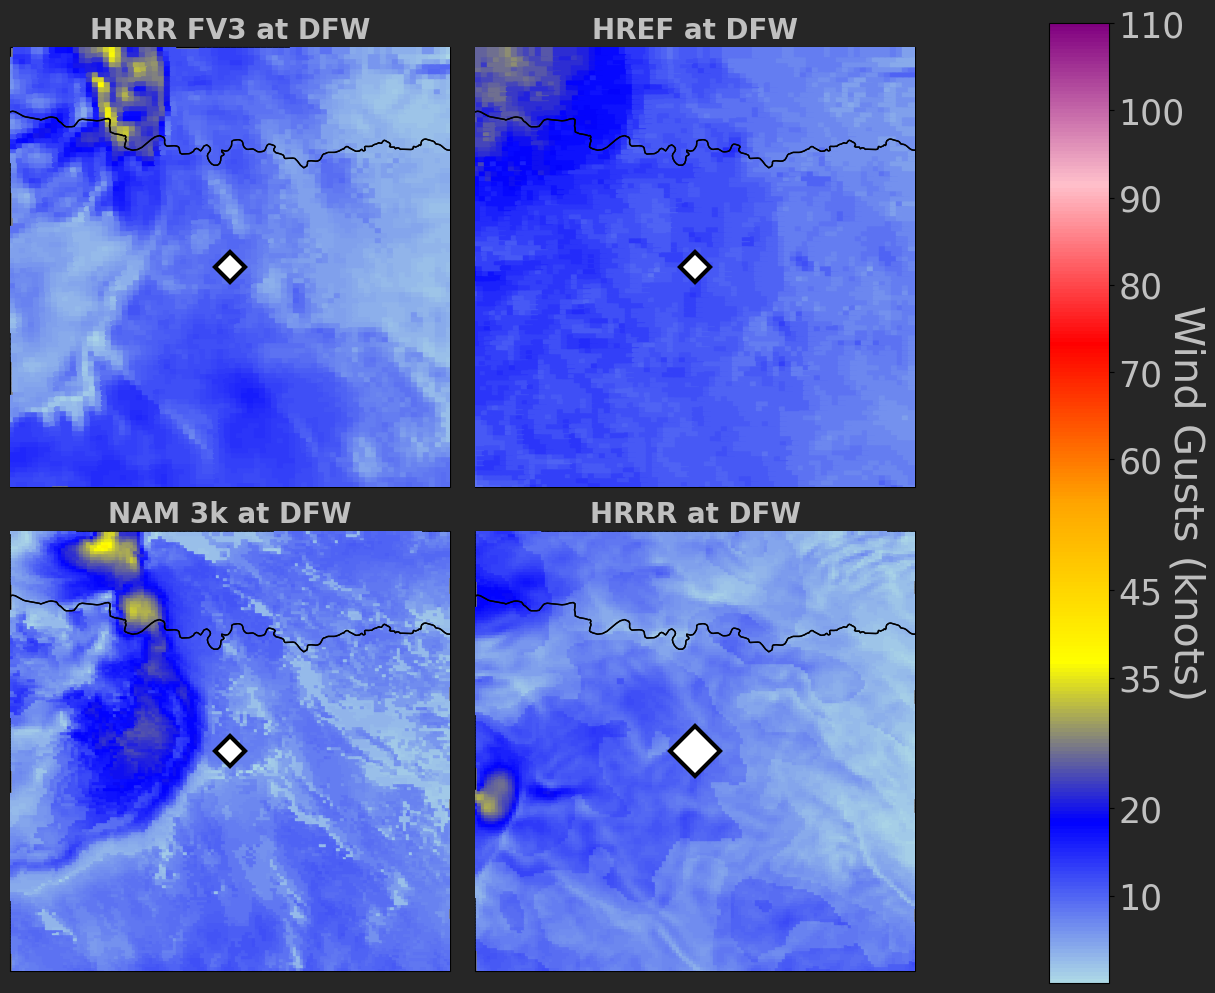 HRRR FV3 at DFW
HREF at DFW
NAM 3k at DFW
HRRR at DFW
110
100
90
80
70
60
45
35
20
10
Wind Gusts (knots)